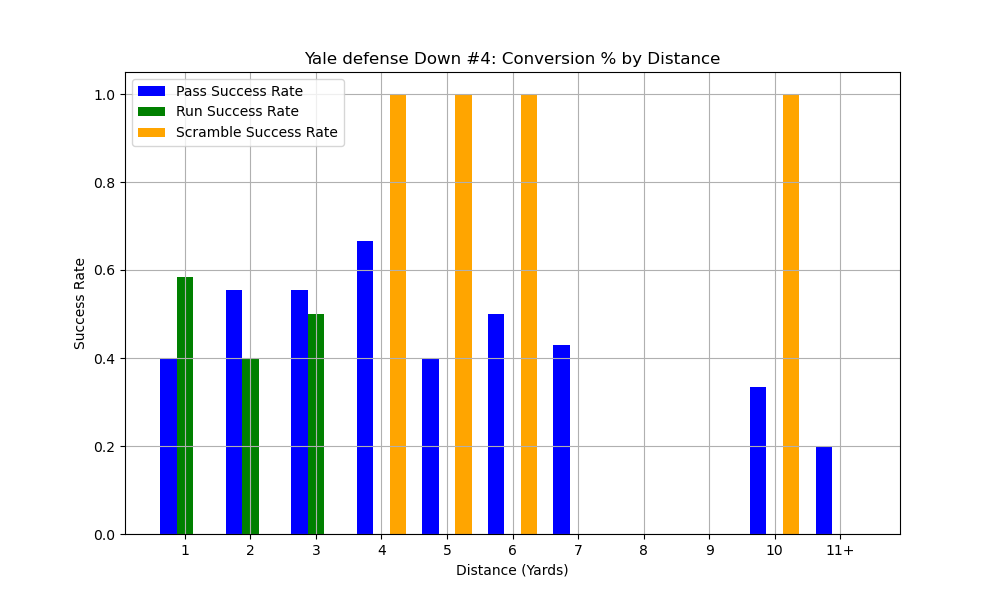 Yale defense Down #4: Conversion % by Distance
Pass Success Rate
Run Success Rate
Scramble Success Rate
1.0
0.8
0.6
0.4
0.2
0.0
Success Rate
1 2 3 4 5 6 7 8 9 10 11+
Distance (Yards)